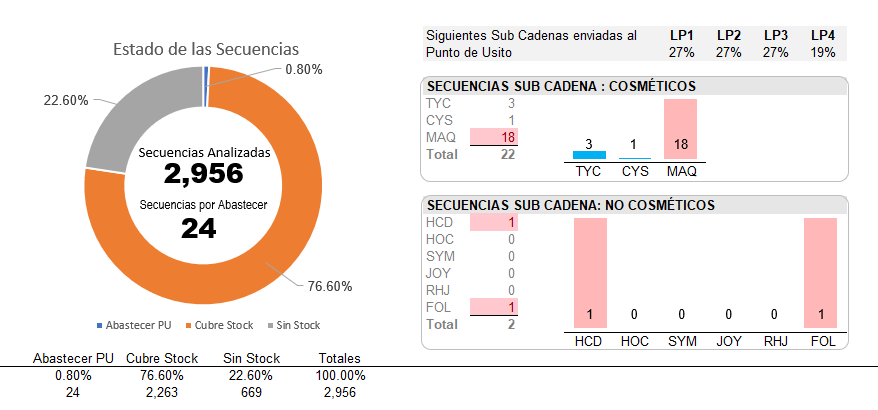 Estado de las Secuencias
0.80%
22.60%
Secuencias Analizadas
2,956
Secuencias por Abastecer
24
76.60%
Abastecer PU Cubre Stock Sin Stock
Abastecer PU Cubre Stock Sin Stock Totales
0.80% 76.60% 22.60% 100.00%
24 2,263 669 2,956
Siguientes Sub Cadenas enviadas al LP1 LP2 LP3 LP4
Punto de Usito 27% 27% 27% 19%
SECUENCIAS SUB CADENA : COSMÉTICOS
TYC 3
CYS 1
MAQ 18
Total 22
3 1 18
TYC CYS MAQ
SECUENCIAS SUB CADENA: NO COSMÉTICOS
HCD 1
HOC 0
SYM 0
JOY 0
RHJ 0
FOL 1
Total 2
1 0 0 0 0 1
HCD HOC SYM JOY RHJ FOL